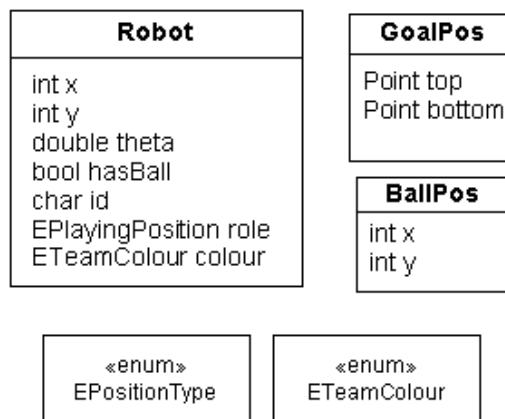 Robot
int x
int y
double theta
bool hasBall
char id
EPlayingPosition role
ETeamColour colour
GoalPos
Point top
Point bottom
BallPos
int x
int y
«enum»
EPositionType
«enum»
ETeamColour